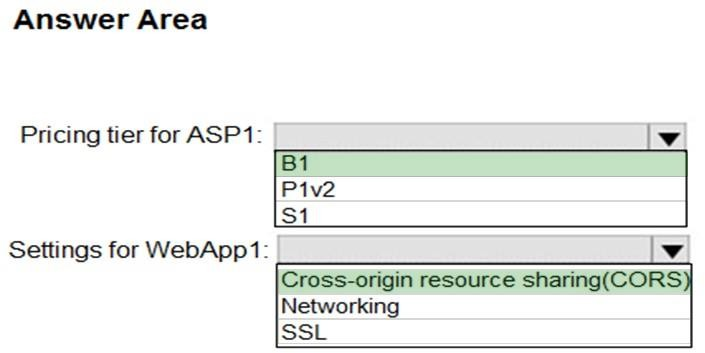 Answer Area
Pricing tier for ASP1:
B1
P1v2
S1
Settings for WebApp1:
Cross-origin resource sharing(CORS)
Networking
SSL